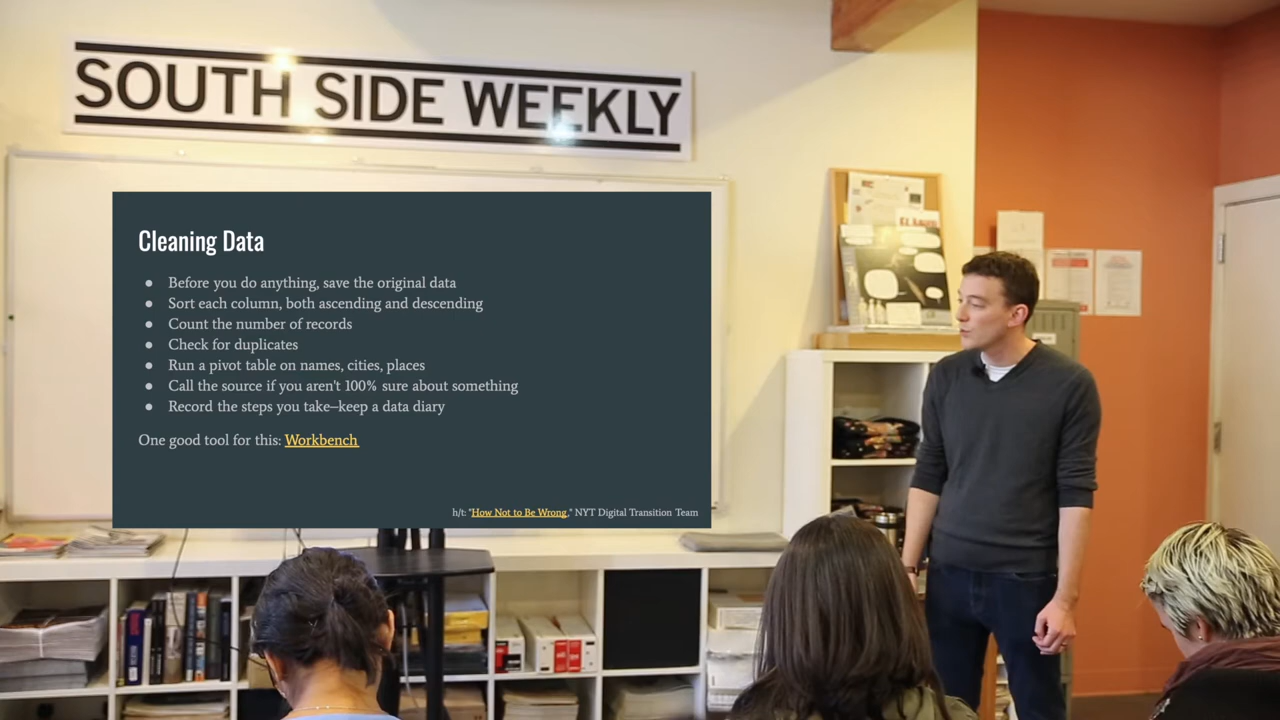 SOUTH SIDE WEEKLY
Cleaning Data
● Before you do anything, save the original data
● Sort each column, both ascending and descending
● Count the number of records
● Check for duplicates
● Run a pivot table on names, cities, places
● Call the source if you aren't 100% sure about something
● Record the steps you take–keep a data diary
One good tool for this: Workbench
h/t: "How Not to Be Wrong," NYT Digital Transition Team